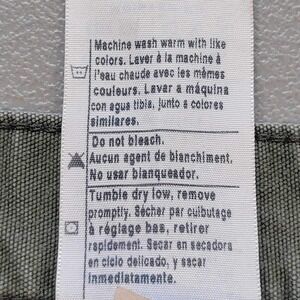 Machine wash warm with like
colors. Laver à la machine à
l'eau chaude avec les mêmes
couleurs. Lavar a máquina
con agua tibia, junto a colores
similares.
Do not bleach.
Aucun agent de blanchiment.
No usar blanqueador.
Tumble dry low, remove
promptly. Sécher par culbutage
à réglage bas, retirer
rapidement. Secar en secadora
en ciclo delicado, y sacar
inmediatamente.